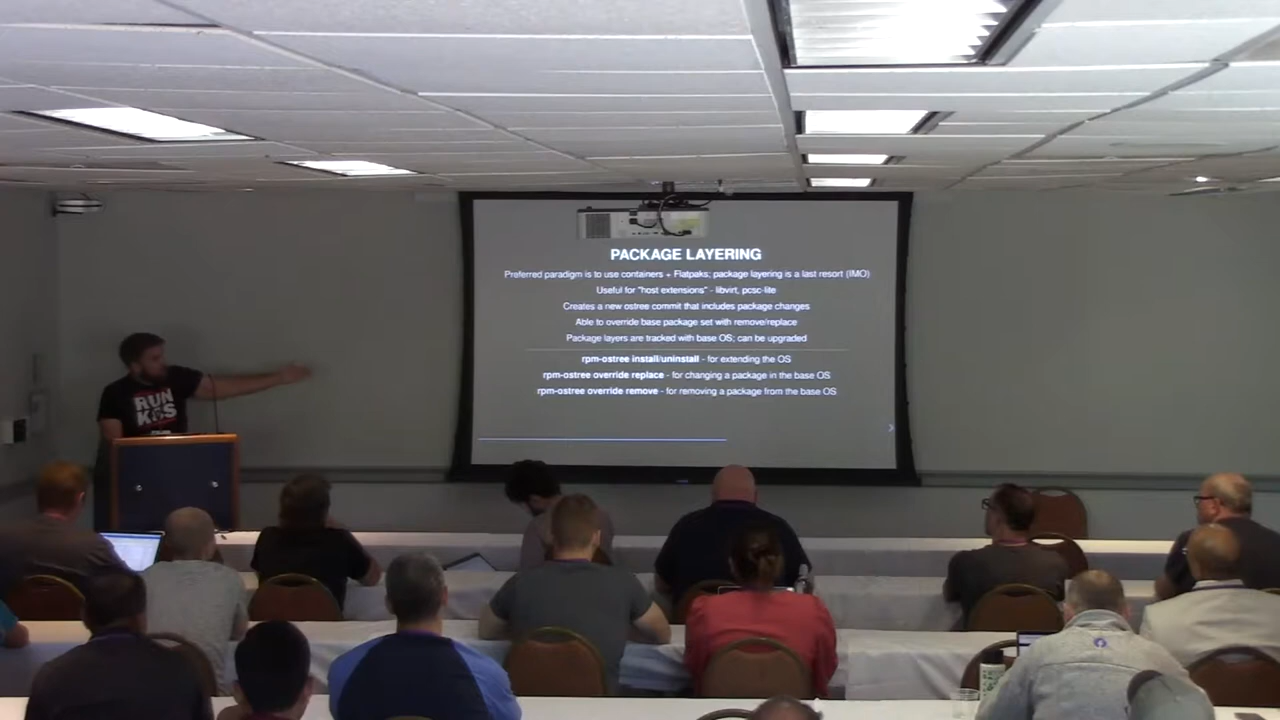 PACKAGE LAYERING
Preferred paradigm is to use containers + Flatpaks; package layering is a last resort (IMO)
Useful for "host extensions" - libvirt, pcsc-lite
Creates a new ostree commit that includes package changes
Able to override base package set with remove/replace
Package layers are tracked with base OS; can be upgraded
rpm-ostree install/uninstall - for extending the OS
rpm-ostree override replace - for changing a package in the base OS
rpm-ostree override remove - for removing a package from the base OS
RUN